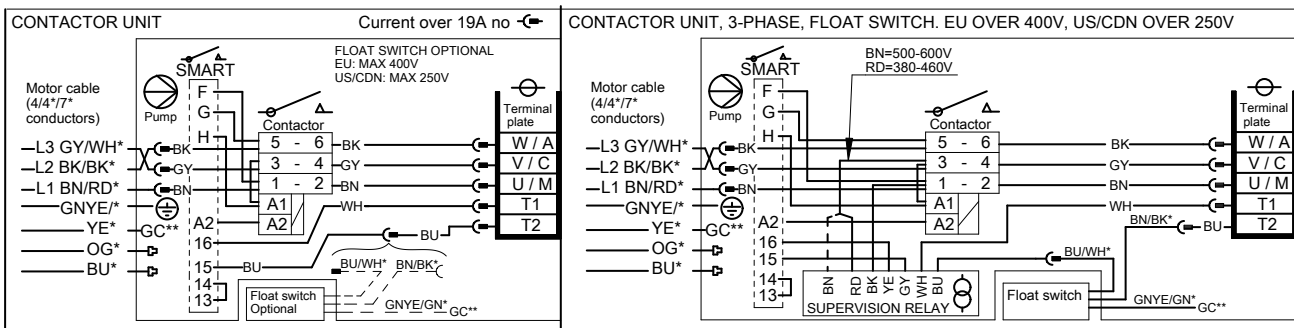 CONTACTOR UNIT
Current over 19A no
FLOAT SWITCH OPTIONAL
EU: MAX 400V
US/CDN: MAX 250V
SMART
Motor cable
(4/4*/7*
conductors)
Pump
F
G
H
Contactor
5 - 6
3 - 4
1 - 2
A1
A2
Terminal
plate
W / A
V / C
U / M
T1
T2
L3 GY/WH*
L2 BK/BK*
L1 BN/RD*
GNYE/*
YE*
OG*
BU*
BK
GY
BN
GC**
A2
16
15
14
13
BK
GY
BN
WH
BU
BU
BU/WH*
BN/BK*
Float switch
Optional
GNYE/GN*
GC**
CONTACTOR UNIT, 3-PHASE, FLOAT SWITCH. EU OVER 400V, US/CDN OVER 250V
BN=500-600V
RD=380-460V
SMART
Motor cable
(4/4*/7*
conductors)
Pump
F
G
H
Contactor
5 - 6
3 - 4
1 - 2
A1
A2
Terminal
plate
W / A
V / C
U / M
T1
T2
L3 GY/WH*
L2 BK/BK*
L1 BN/RD*
GNYE/*
YE*
OG*
BU*
BK
GY
BN
GC**
A2
16
15
14
13
BK
GY
BN
WH
BN/BK*
BU
BU/WH*
BN
RD
BK
YE
GY
WH
BU
SUPERVISION RELAY
Float switch
GNYE/GN*
GC**